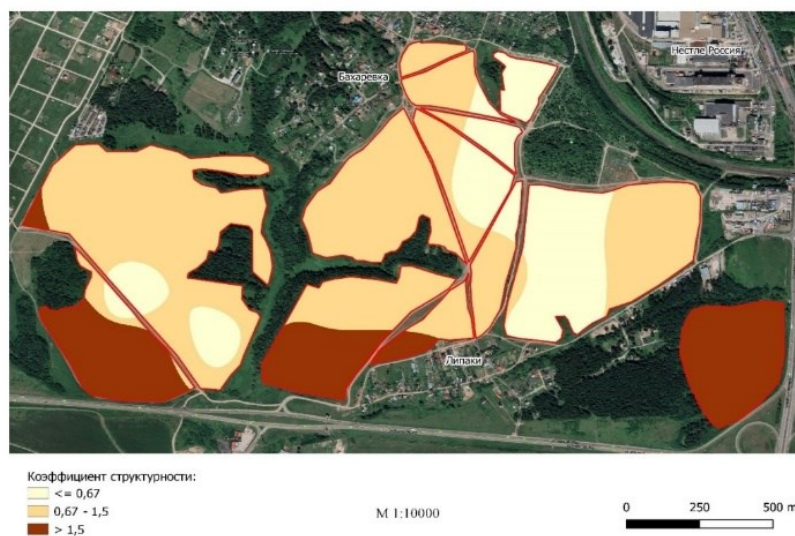 Нестле Россия
Бахаревка
Липаки
Коэффициент структурности:
<= 0,67
0,67 - 1,5
> 1,5
М 1:10000
0 250 500 m